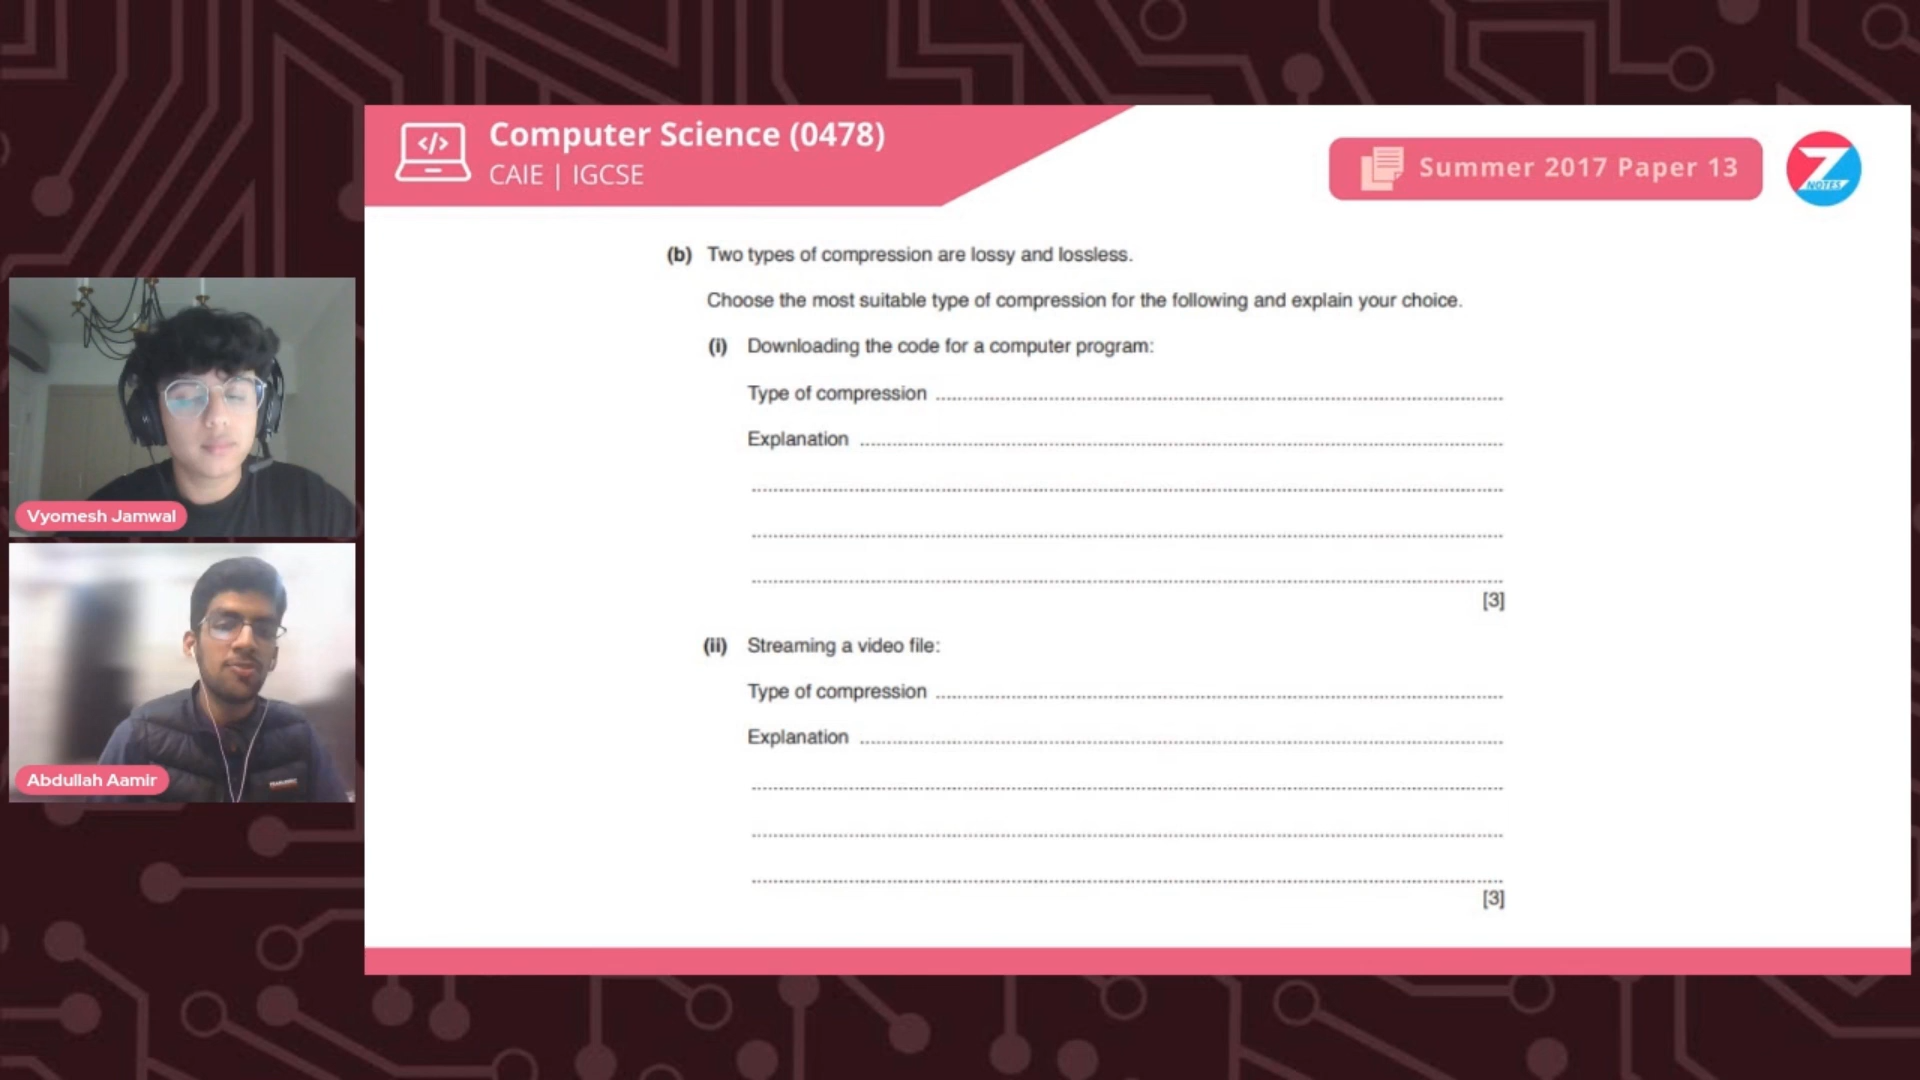 Computer Science (0478)
CAIE | IGCSE
Summer 2017 Paper 13
Z
NOTES
(b) Two types of compression are lossy and lossless.
Choose the most suitable type of compression for the following and explain your choice.
(i) Downloading the code for a computer program:
Type of compression
Explanation
[3]
(ii) Streaming a video file:
Type of compression
Explanation
[3]
Vyomesh Jamwal
Abdullah Aamir